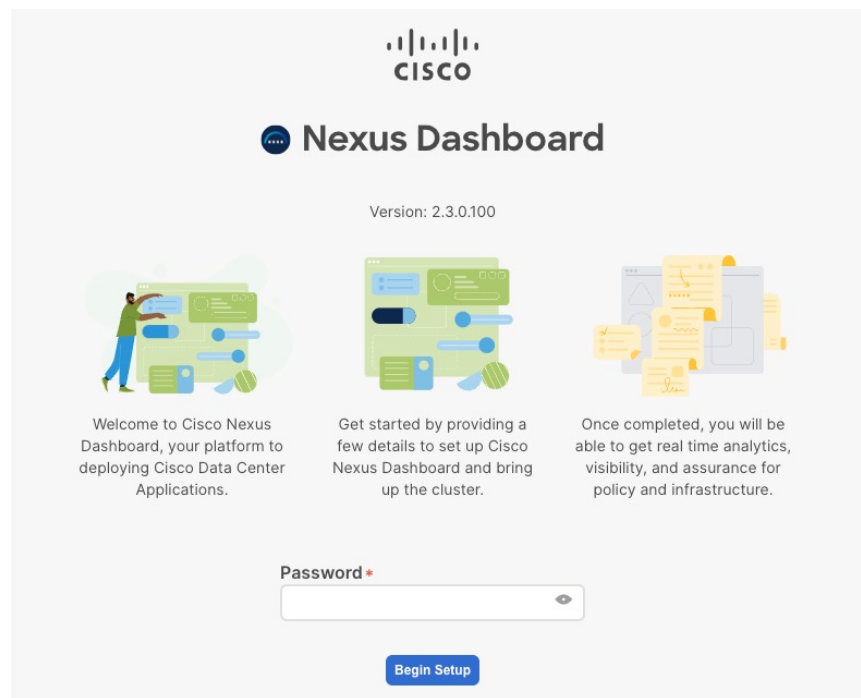 CISCO
Nexus Dashboard
Version: 2.3.0.100
Welcome to Cisco Nexus
Dashboard, your platform to
deploying Cisco Data Center
Applications.
Get started by providing a
few details to set up Cisco
Nexus Dashboard and bring
up the cluster.
Once completed, you will be
able to get real time analytics,
visibility, and assurance for
policy and infrastructure.
Password *
Begin Setup